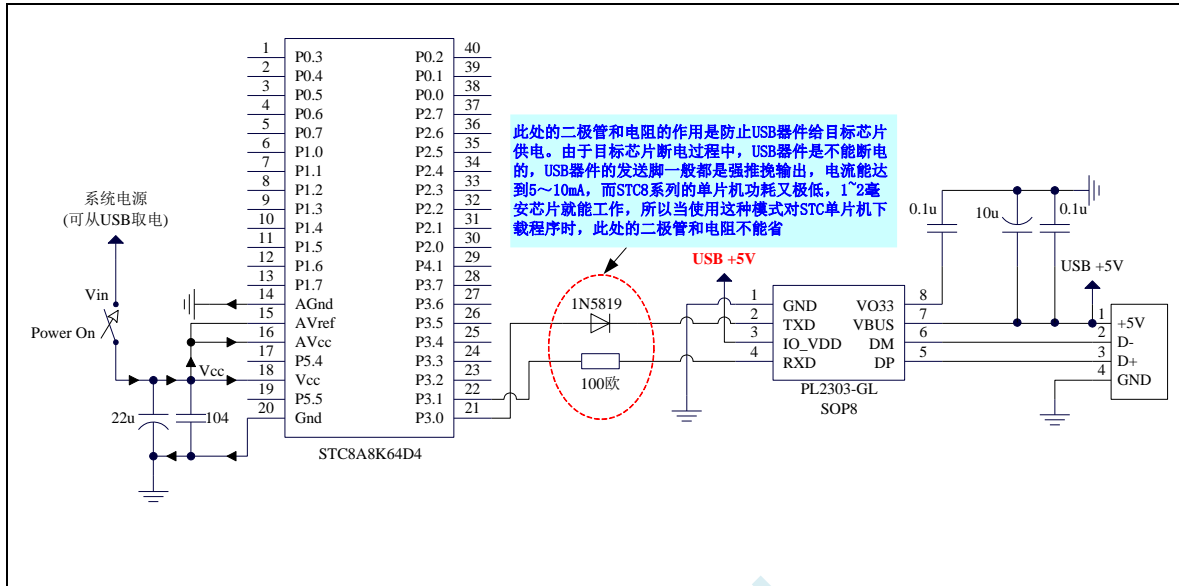 1 P0.3 P0.2 40
2 P0.4 P0.1 39
3 P0.5 P0.0 38
4 P0.6 P2.7 37
5 P0.7 P2.6 36
6 P1.0 P2.5 35
7 P1.1 P2.4 34
8 P1.2 P2.3 33
9 P1.3 P2.2 32
10 P1.4 P2.1 31
11 P1.5 P2.0 30
12 P1.6 P4.1 29
13 P1.7 P3.7 28
14 AGnd P3.6 27
15 AVref P3.5 26
16 AVcc P3.4 25
17 P5.4 P3.3 24
18 Vcc P3.2 23
19 P5.5 P3.1 22
20 Gnd P3.0 21
STC8A8K64D4
系统电源
(可从USB取电)
Vin
Power On
Vcc
22u
104
此处的二极管和电阻的作用是防止USB器件给目标芯片
供电。由于目标芯片断电过程中，USB器件是不能断电
的，USB器件的发送脚一般都是强推挽输出，电流能达
到5～10mA，而STC8系列的单片机功耗又极低，1~2毫
安芯片就能工作，所以当使用这种模式对STC单片机下
载程序时，此处的二极管和电阻不能省
1N5819
100欧
USB +5V
1 GND VO33 8
2 TXD VBUS 7
3 IO_VDD DM 6
4 RXD DP 5
PL2303-GL
SOP8
0.1u
10u
0.1u
USB +5V
1 +5V
2 D-
3 D+
4 GND